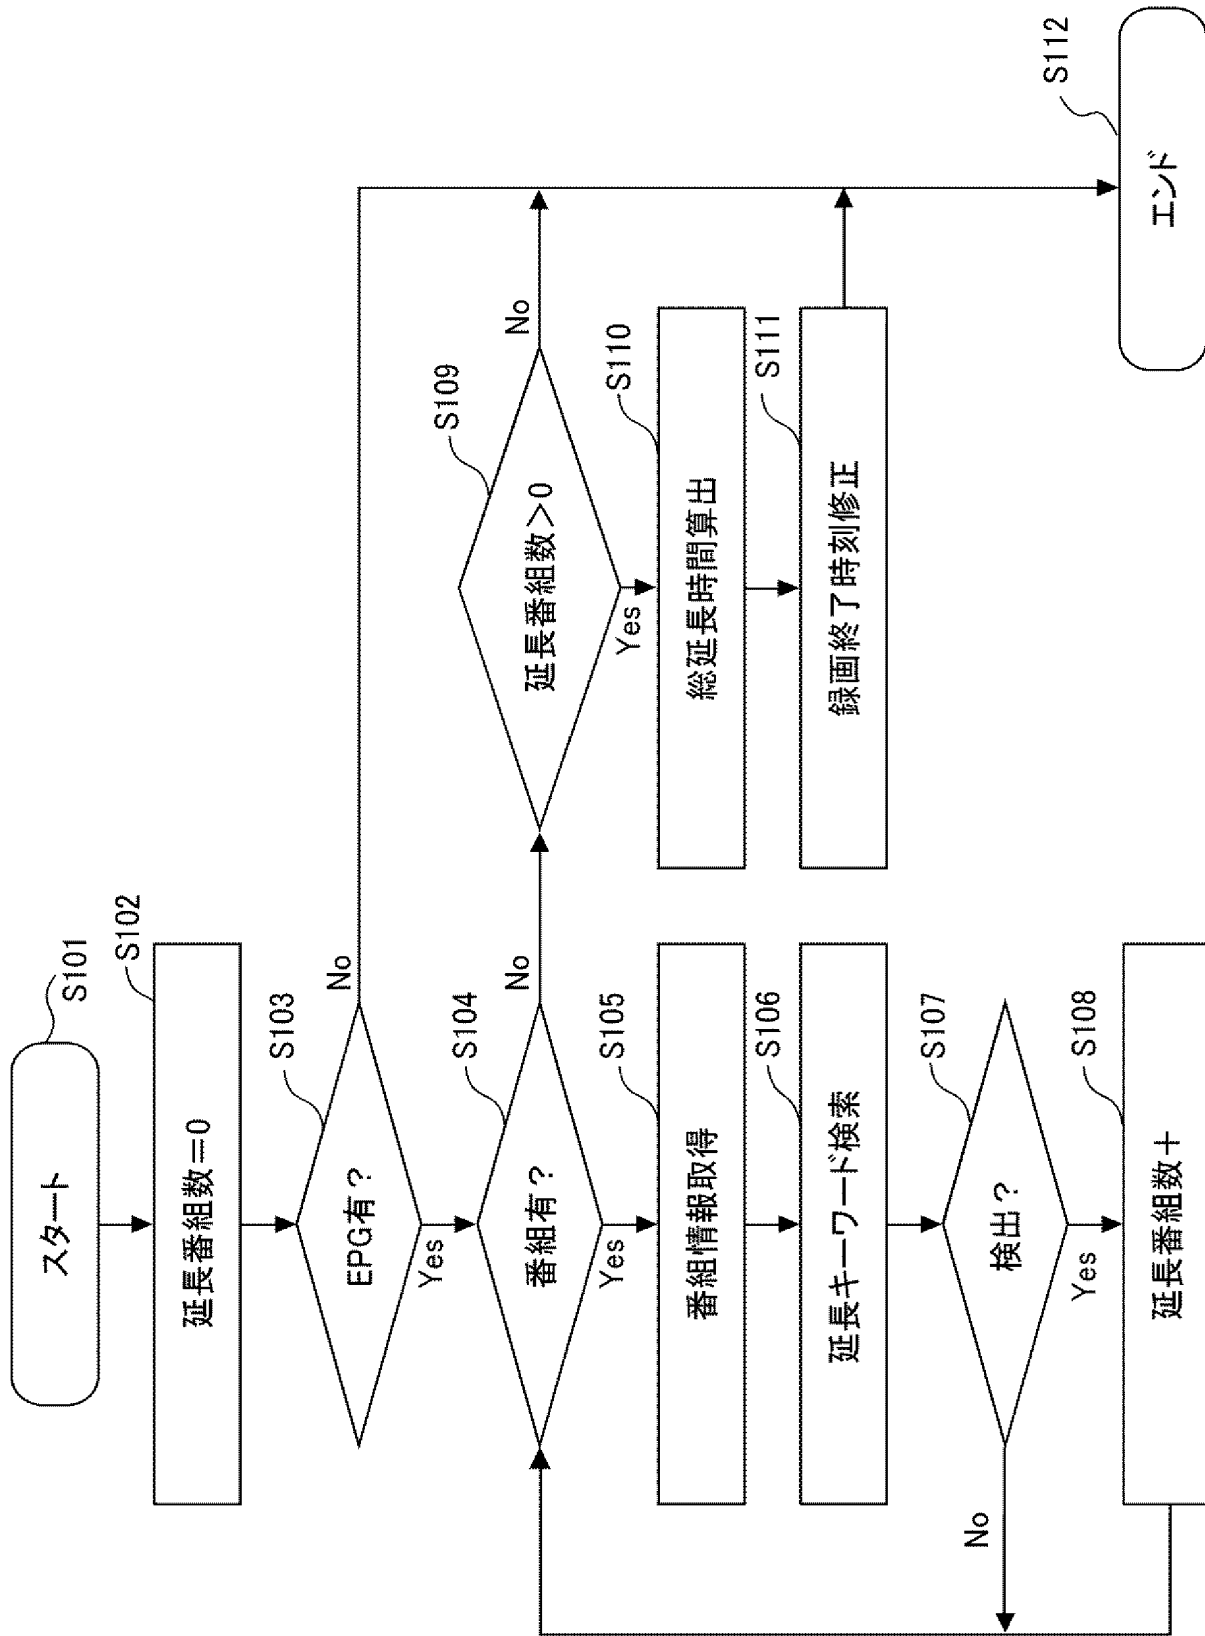 スタート
S101
延長番組数=0
S102
EPG有?
S103
No
Yes
番組有?
S104
No
Yes
番組情報取得
S105
延長キーワード検索
S106
検出?
S107
No
Yes
延長番組数+
S108
延長番組数>0
S109
No
Yes
総延長時間算出
S110
録画終了時刻修正
S111
エンド
S112